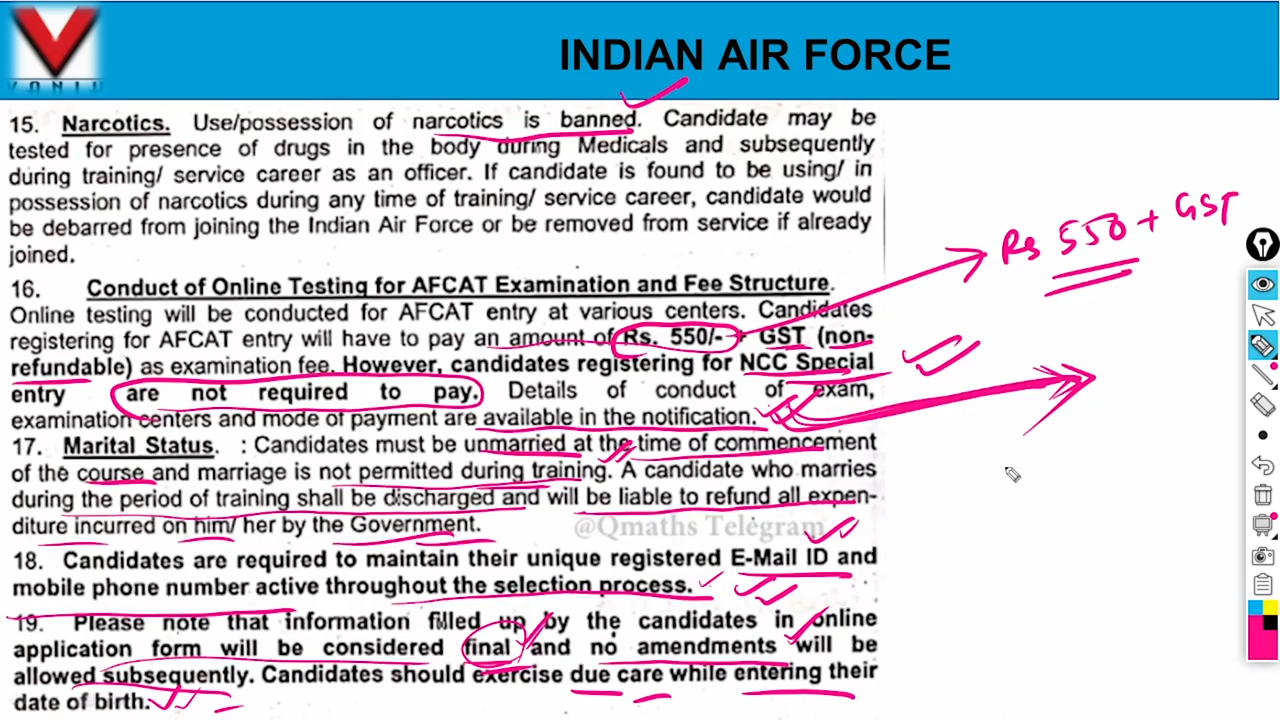 INDIAN AIR FORCE
VANIJ
15. Narcotics. Use/possession of narcotics is banned. Candidate may be
tested for presence of drugs in the body during Medicals and subsequently
during training/ service career as an officer. If candidate is found to be using/ in
possession of narcotics during any time of training/ service career, candidate would
be debarred from joining the Indian Air Force or be removed from service if already
joined.
Rs 550 + GST
16. Conduct of Online Testing for AFCAT Examination and Fee Structure.
Online testing will be conducted for AFCAT entry at various centers. Candidates
registering for AFCAT entry will have to pay an amount of Rs. 550/- + GST (non-
refundable) as examination fee. However, candidates registering for NCC Special
entry are not required to pay. Details of conduct of exam,
examination centers and mode of payment are available in the notification.
17. Marital Status. : Candidates must be unmarried at the time of commencement
of the course and marriage is not permitted during training. A candidate who marries
during the period of training shall be discharged and will be liable to refund all expen-
diture incurred on him/ her by the Government.
@Qmaths Telegram
18. Candidates are required to maintain their unique registered E-Mail ID and
mobile phone number active throughout the selection process.
19. Please note that information filled up by the candidates in online
application form will be considered final and no amendments will be
allowed subsequently. Candidates should exercise due care while entering their
date of birth.